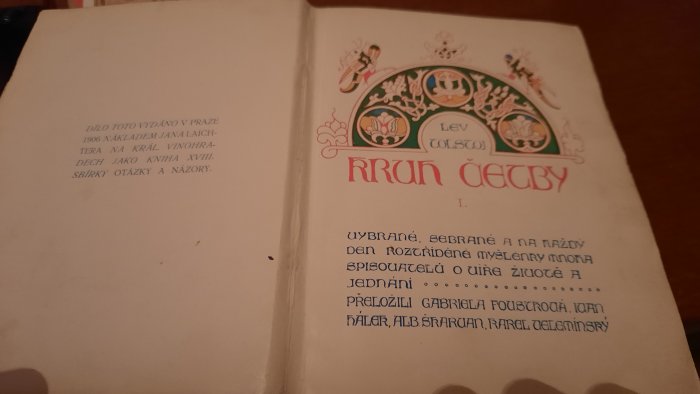 DÍLO TOTO VYDÁNO V PRAZE
1906 NÁKLADEM JANA LAICH-
TERA NA KRÁL. VINOHRA-
DECH JAKO KNIHA XVIII.
SBÍRKY OTÁZKY A NÁZORY.
LEV
TOLSTOJ
KRUH ČETBY
I.
VYBRANÉ, SEBRANÉ A NA KAŽDÝ
DEN ROZTŘÍDĚNÉ MYŠLENKY MNOHA
SPISOVATELŮ O VÍŘE ŽIVOTĚ A
JEDNÁNÍ
PŘELOŽILI GABRIELA FOUSTKOVÁ, IVAN
HÁLEK, ALB ŠKARVAN, KAREL VELEMÍNSKÝ